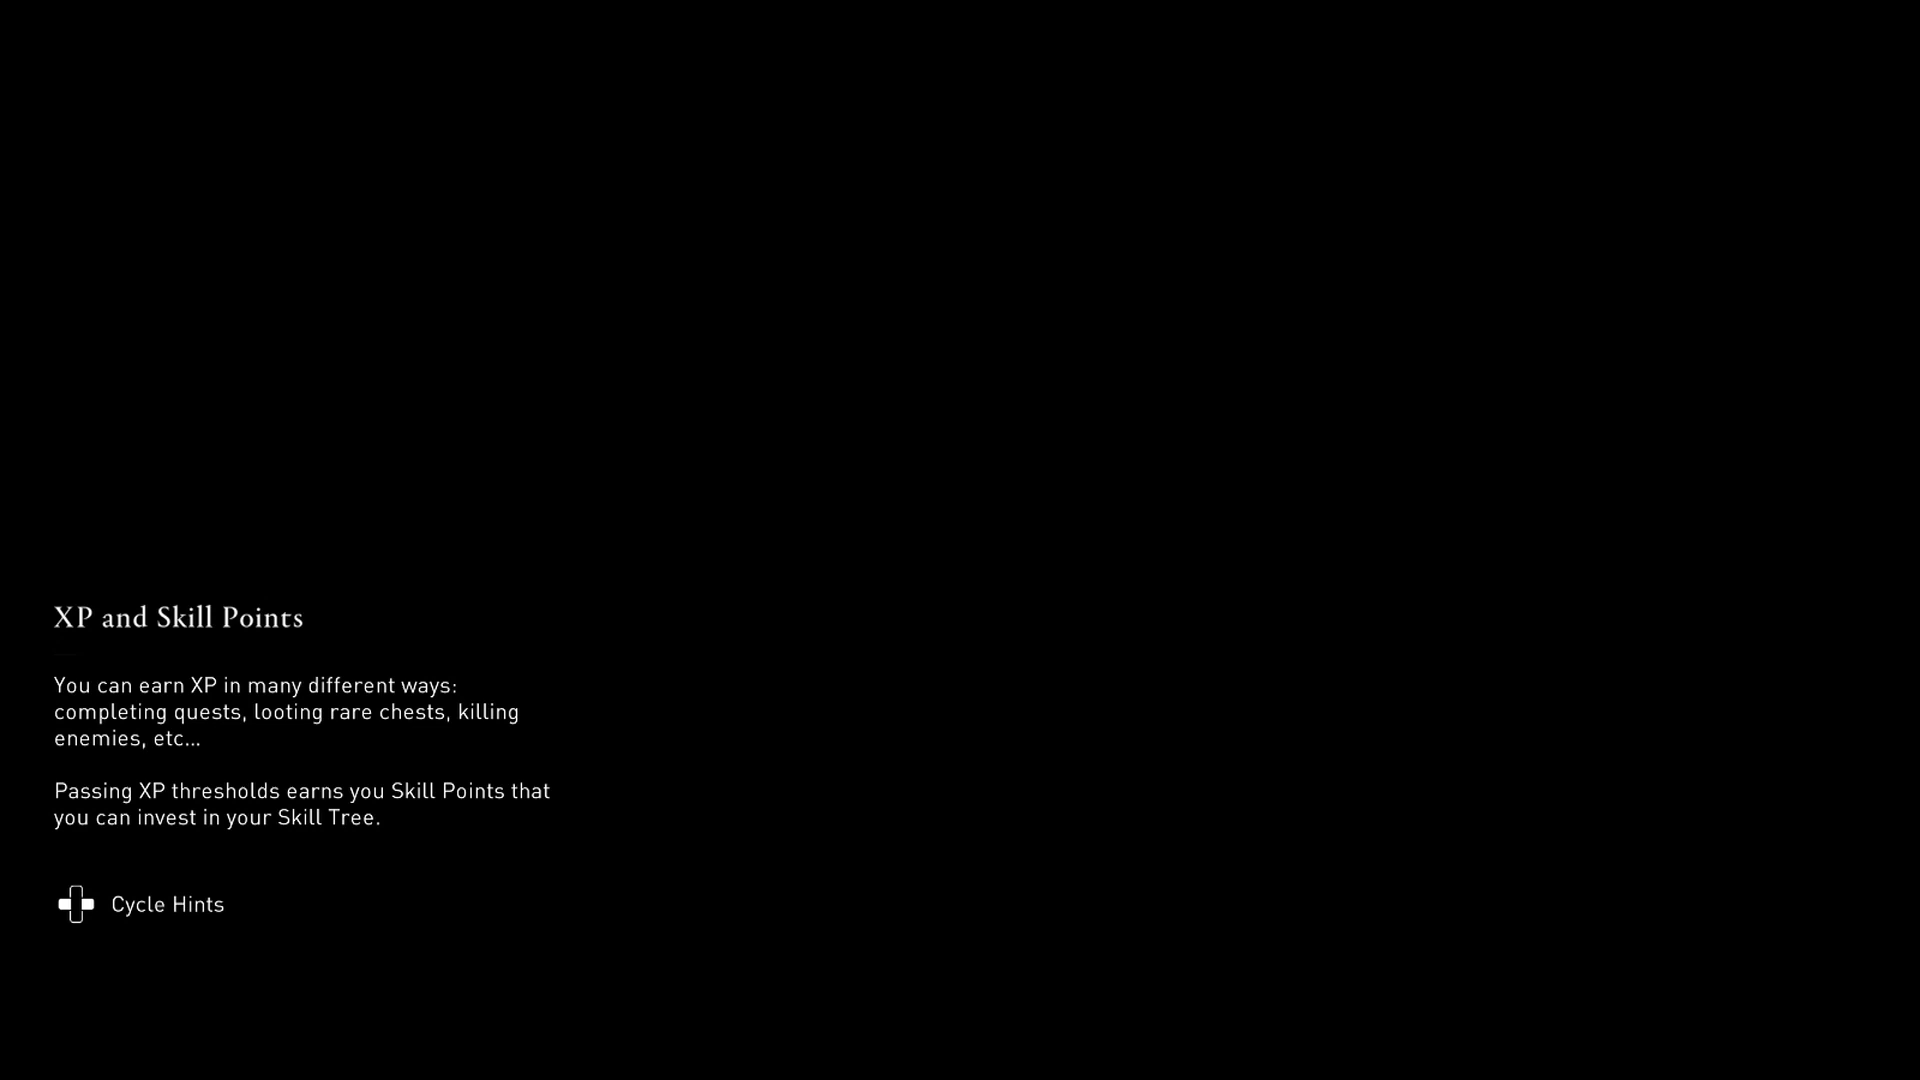 XP and Skill Points
You can earn XP in many different ways:
completing quests, looting rare chests, killing
enemies, etc...
Passing XP thresholds earns you Skill Points that
you can invest in your Skill Tree.
Cycle Hints